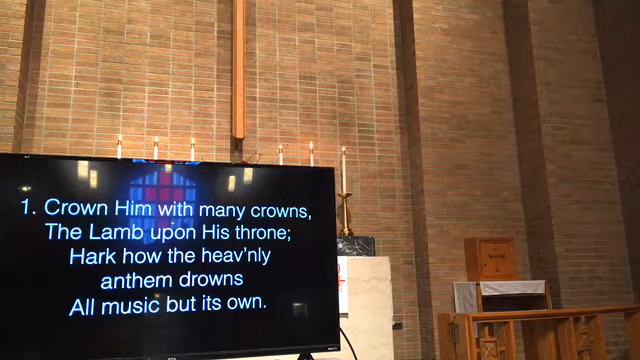 1. Crown Him with many crowns,
The Lamb upon His throne;
Hark how the heav'nly
anthem drowns
All music but its own.